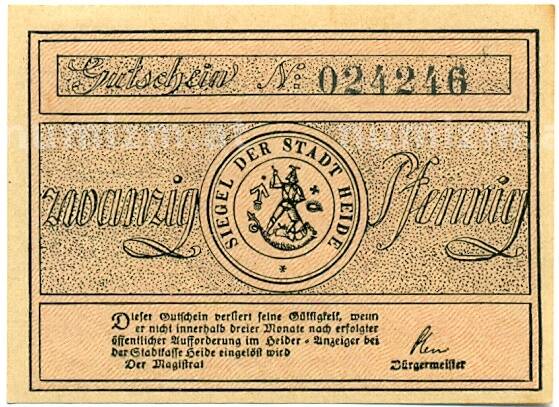 Gutschein No. 024246
zwanzig Pfennig
SIEGEL DER STADT HEIDE
Dieser Gutschein verliert seine Gültigkeit, wenn
er nicht innerhalb dreier Monate nach erfolgter
öffentlicher Aufforderung im Heider-Anzeiger bei
der Stadtkasse Heide eingelöst wird
Der Magistrat
Bürgermeister